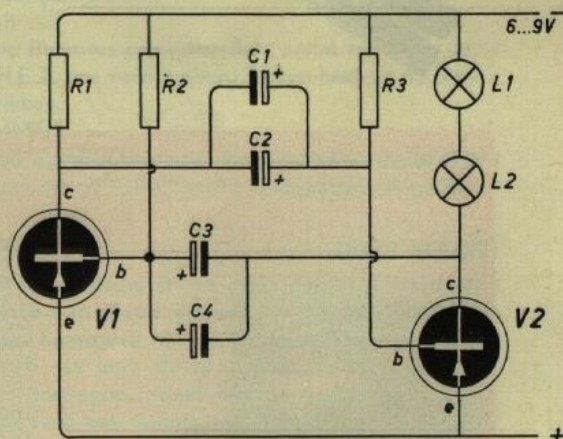 6...9V
C1
+
R1
R2
R3
L1
C2
+
L2
c
C3
b
+
c
e
V1
C4
+
V2
b
e
+